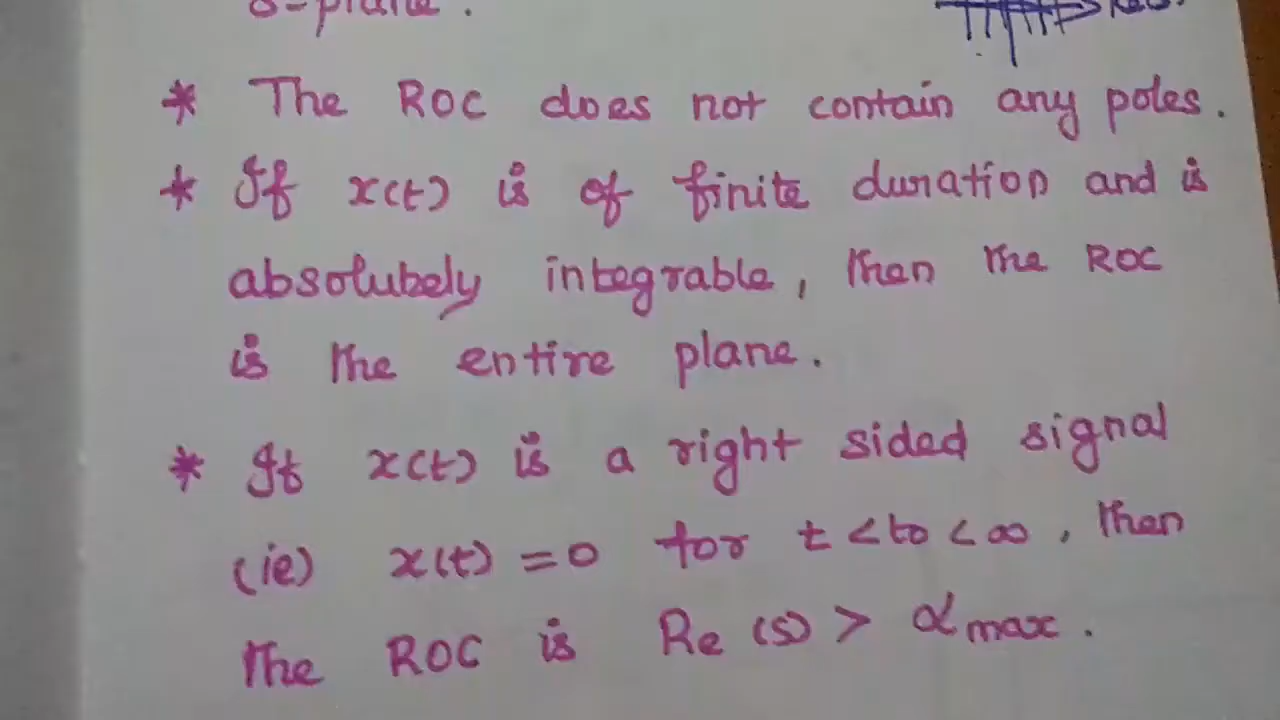 s-plane.
* The ROC does not contain any poles.
* If x(t) is of finite duration and is
absolutely integrable, then the ROC
is the entire plane.
* If x(t) is a right sided signal
(ie) x(t) = 0 for t < to < ∞, then
the ROC is Re (s) > αmax.